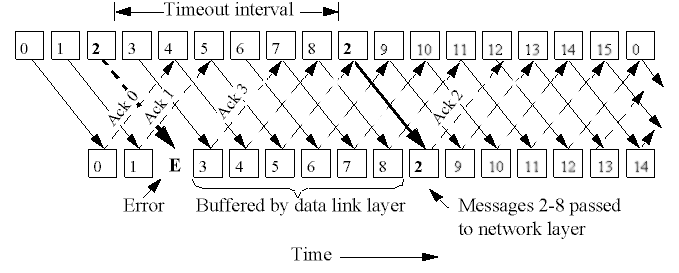 Timeout interval
0 1 2 3 4 5 6 7 8 2 9 10 11 12 13 14 15 0
Ack 0 Ack 1 Ack 3 Ack 2
0 1 E 3 4 5 6 7 8 2 9 10 11 12 13 14
Error Buffered by data link layer Messages 2-8 passed
to network layer
Time